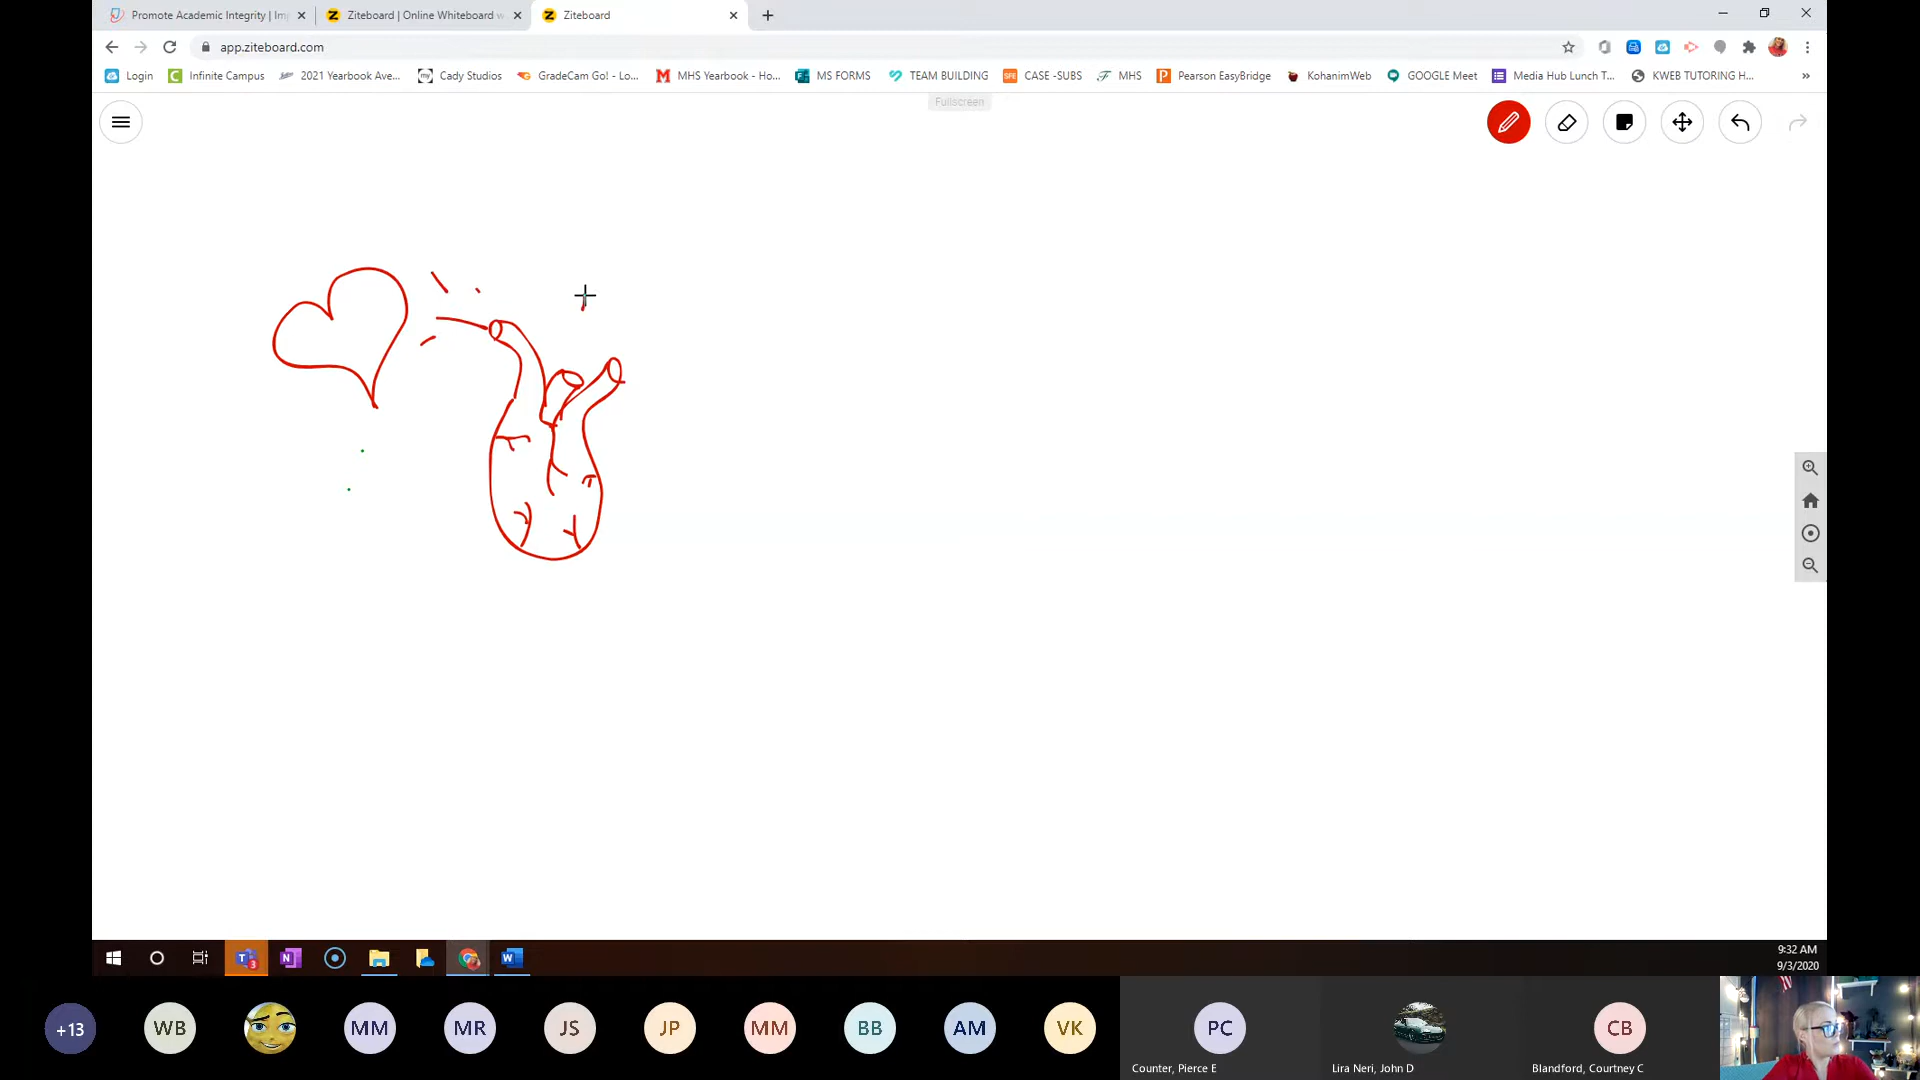 Promote Academic Integrity | Im
Ziteboard | Online Whiteboard w
Ziteboard
app.ziteboard.com
Login
Infinite Campus
2021 Yearbook Ave...
my Cady Studios
GradeCam Go! - Lo...
MHS Yearbook - Ho...
MS FORMS
TEAM BUILDING
SFE CASE -SUBS
MHS
Pearson EasyBridge
KohanimWeb
GOOGLE Meet
Media Hub Lunch T...
KWEB TUTORING H...
Fullscreen
9:32 AM
9/3/2020
+13
WB
MM
MR
JS
JP
MM
BB
AM
VK
PC
CB
Counter, Pierce E
Lira Neri, John D
Blandford, Courtney C